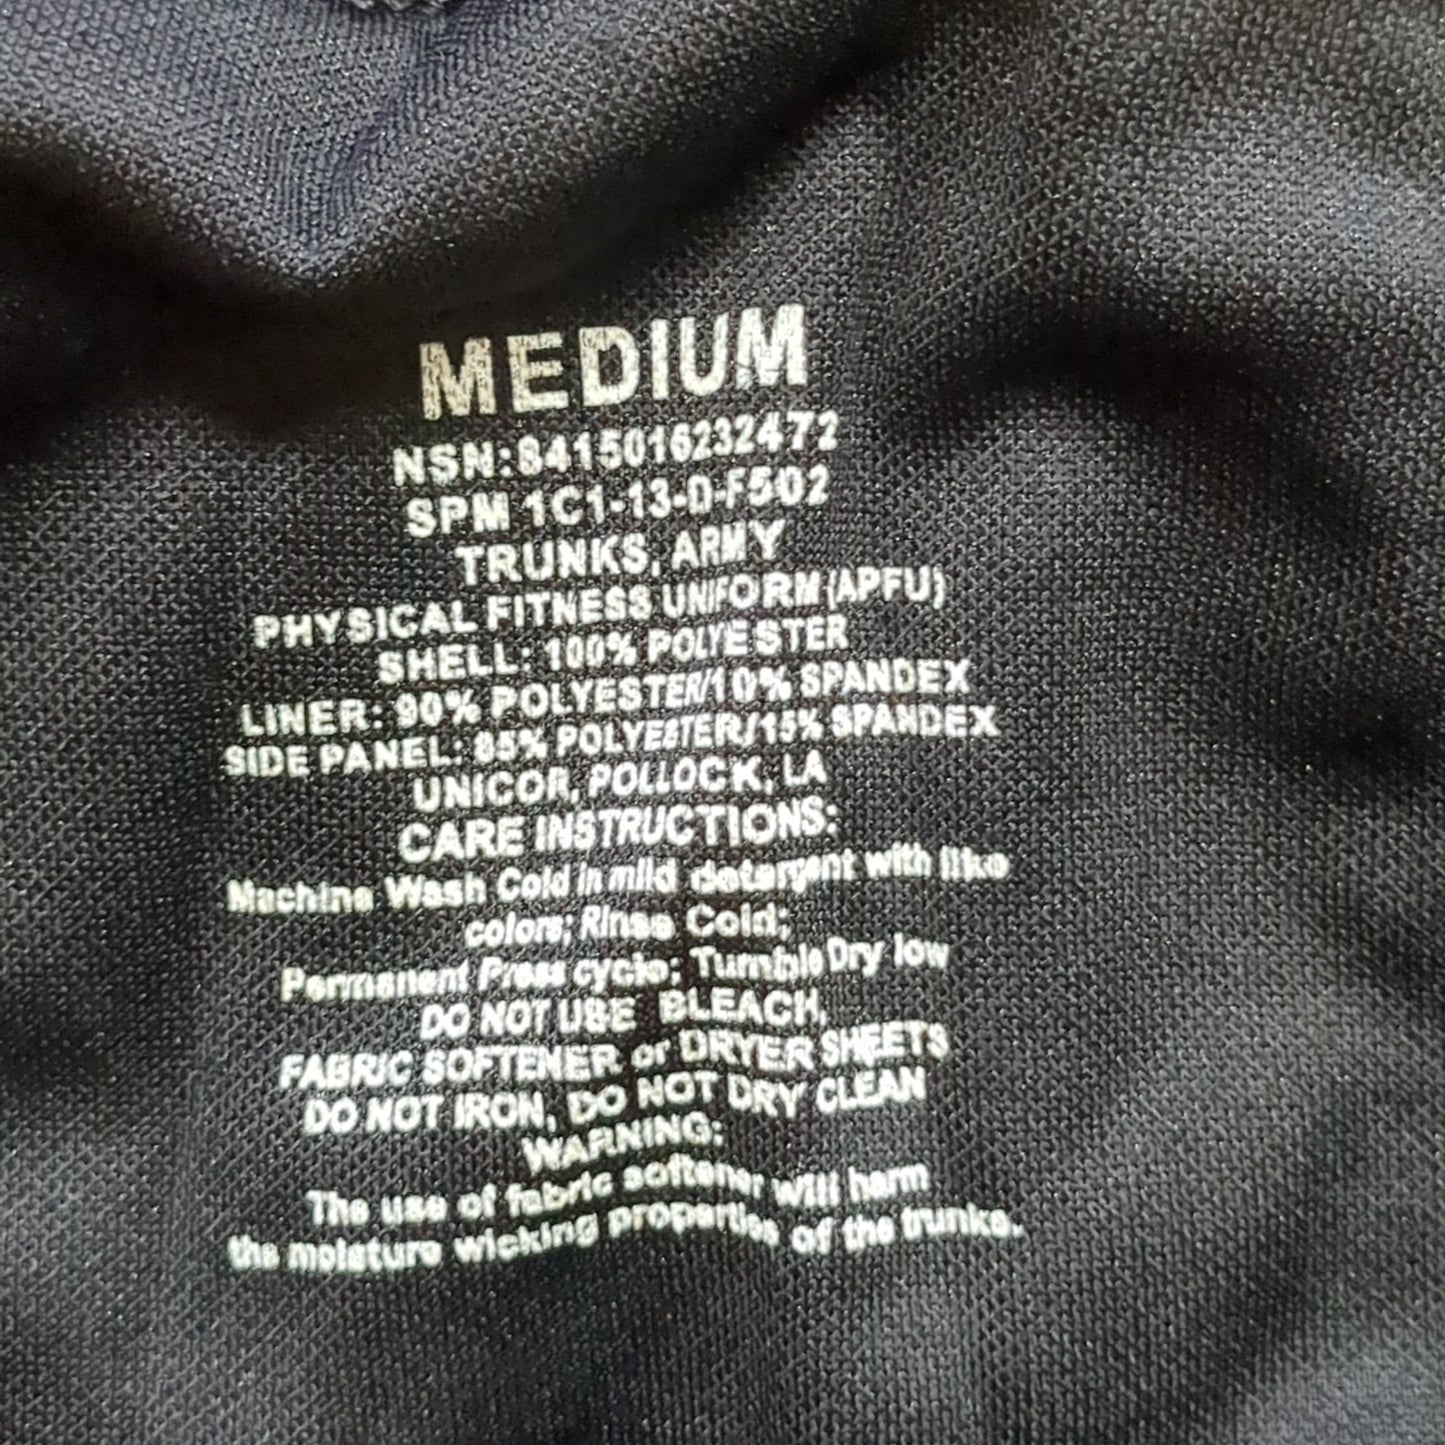 MEDIUM
NSN:8415016232472
SPM 1C1-13-D-F502
TRUNKS, ARMY
PHYSICAL FITNESS UNIFORM (APFU)
SHELL: 100% POLYESTER
LINER: 90% POLYESTER/10% SPANDEX
SIDE PANEL: 85% POLYESTER/15% SPANDEX
UNICOR, POLLOCK, LA
CARE INSTRUCTIONS:
Machine Wash Cold in mild detergent with like
colors; Rinse Cold;
Permanent Press cycle; Tumble Dry low
DO NOT USE BLEACH,
FABRIC SOFTENER or DRYER SHEETS
DO NOT IRON, DO NOT DRY CLEAN
WARNING:
The use of fabric softener will harm
the moisture wicking properties of the trunks.